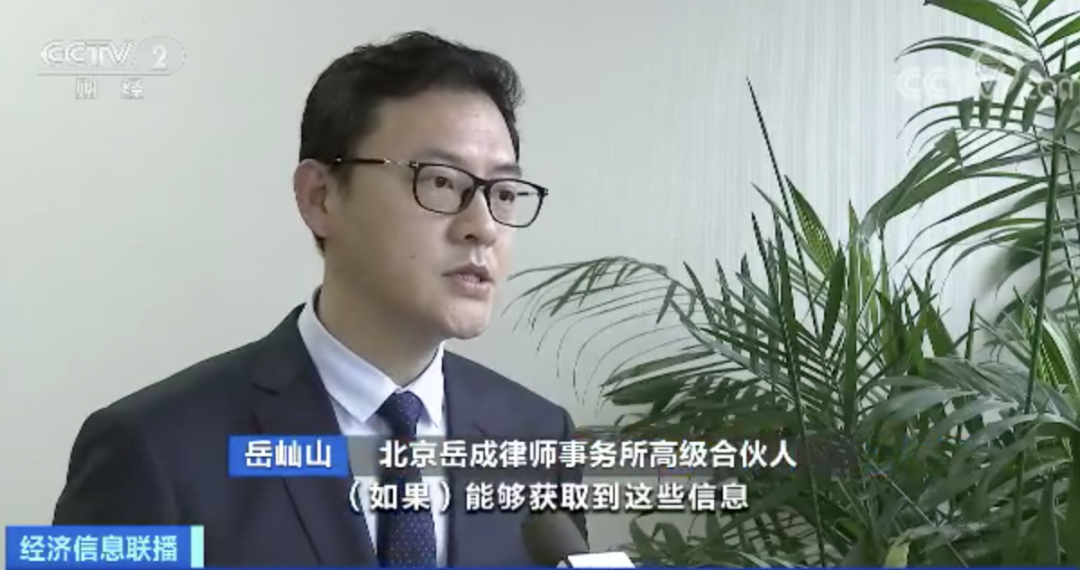 CCTV 2
财经
CCTV.com
岳屾山 北京岳成律师事务所高级合伙人
（如果）能够获取到这些信息
经济信息联播